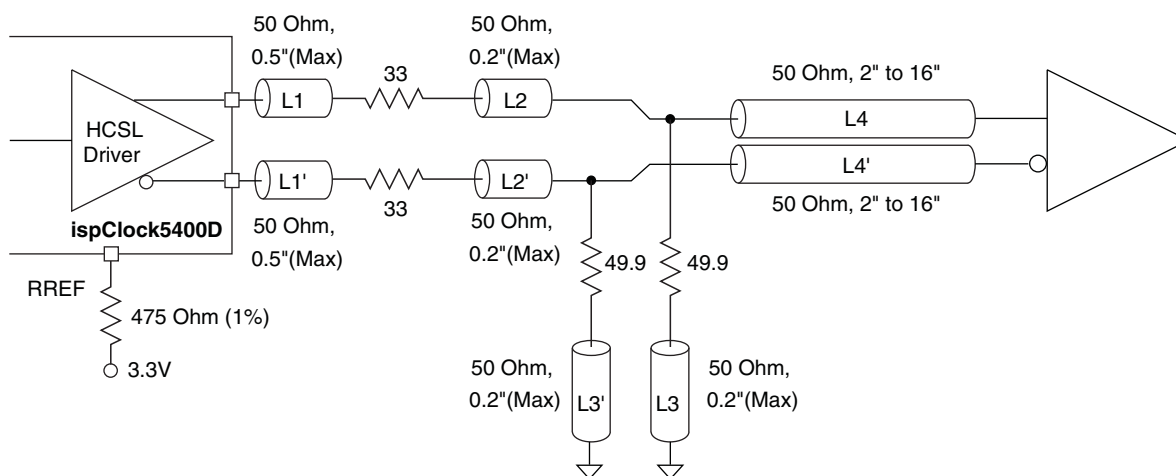 50 Ohm,
0.5"(Max)
50 Ohm,
0.2"(Max)
33
50 Ohm, 2" to 16"
L1
L2
L4
HCSL
Driver
L1'
L2'
L4'
33
50 Ohm, 2" to 16"
ispClock5400D
50 Ohm,
0.5"(Max)
50 Ohm,
0.2"(Max)
49.9
49.9
RREF
475 Ohm (1%)
3.3V
50 Ohm,
0.2"(Max)
L3'
L3
50 Ohm,
0.2"(Max)